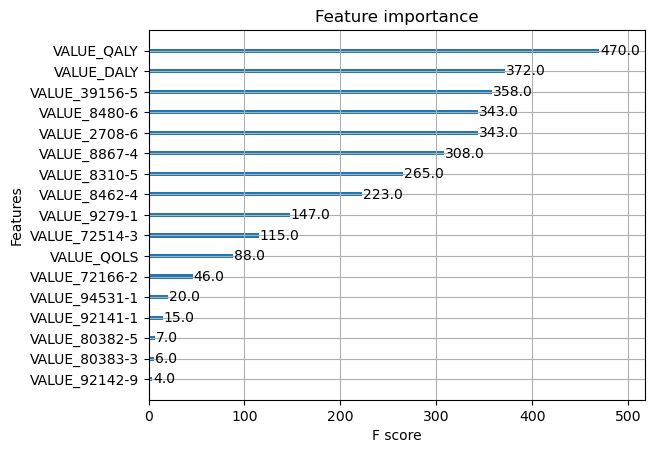 Feature importance
Features
VALUE_QALY 470.0
VALUE_DALY 372.0
VALUE_39156-5 358.0
VALUE_8480-6 343.0
VALUE_2708-6 343.0
VALUE_8867-4 308.0
VALUE_8310-5 265.0
VALUE_8462-4 223.0
VALUE_9279-1 147.0
VALUE_72514-3 115.0
VALUE_QOLS 88.0
VALUE_72166-2 46.0
VALUE_94531-1 20.0
VALUE_92141-1 15.0
VALUE_80382-5 7.0
VALUE_80383-3 6.0
VALUE_92142-9 4.0
0 100 200 300 400 500
F score